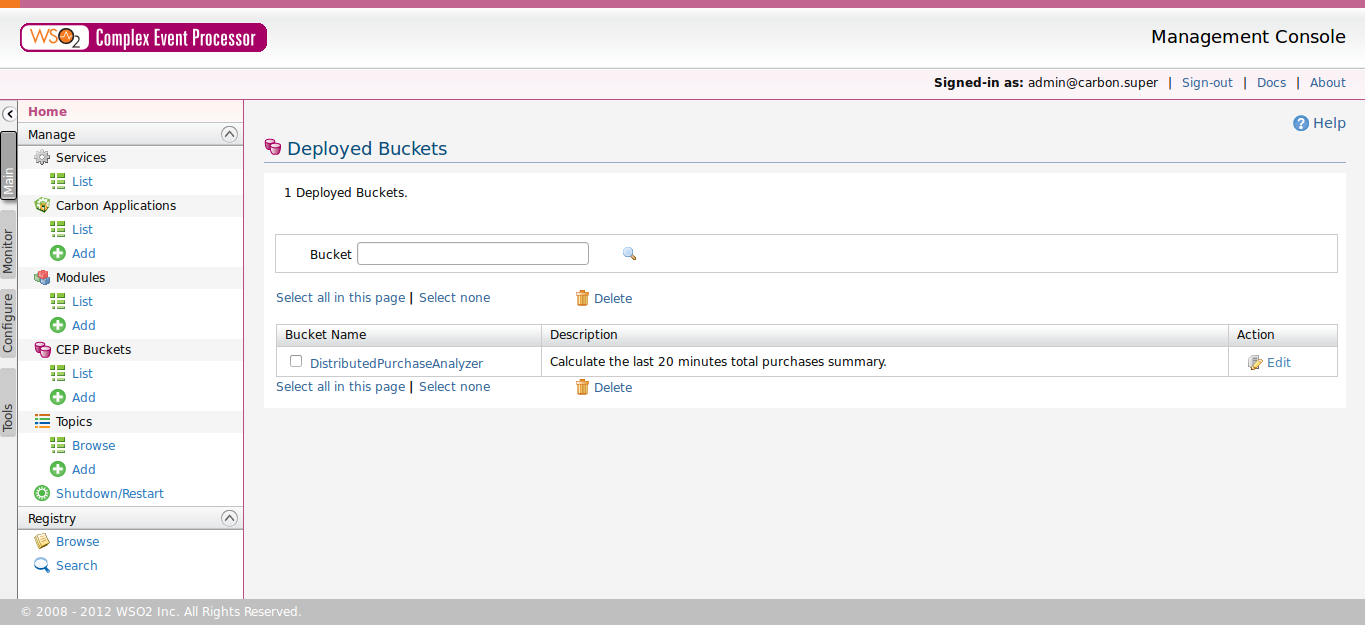 WSO2 Complex Event Processor
Management Console
Signed-in as: admin@carbon.super | Sign-out | Docs | About
Main
Monitor
Configure
Tools
Home
Manage
Services
List
Carbon Applications
List
Add
Modules
List
Add
CEP Buckets
List
Add
Topics
Browse
Add
Shutdown/Restart
Registry
Browse
Search
Help
Deployed Buckets
1 Deployed Buckets.
Bucket
Select all in this page | Select none Delete
Bucket Name Description Action
DistributedPurchaseAnalyzer Calculate the last 20 minutes total purchases summary. Edit
Select all in this page | Select none Delete
© 2008 - 2012 WSO2 Inc. All Rights Reserved.